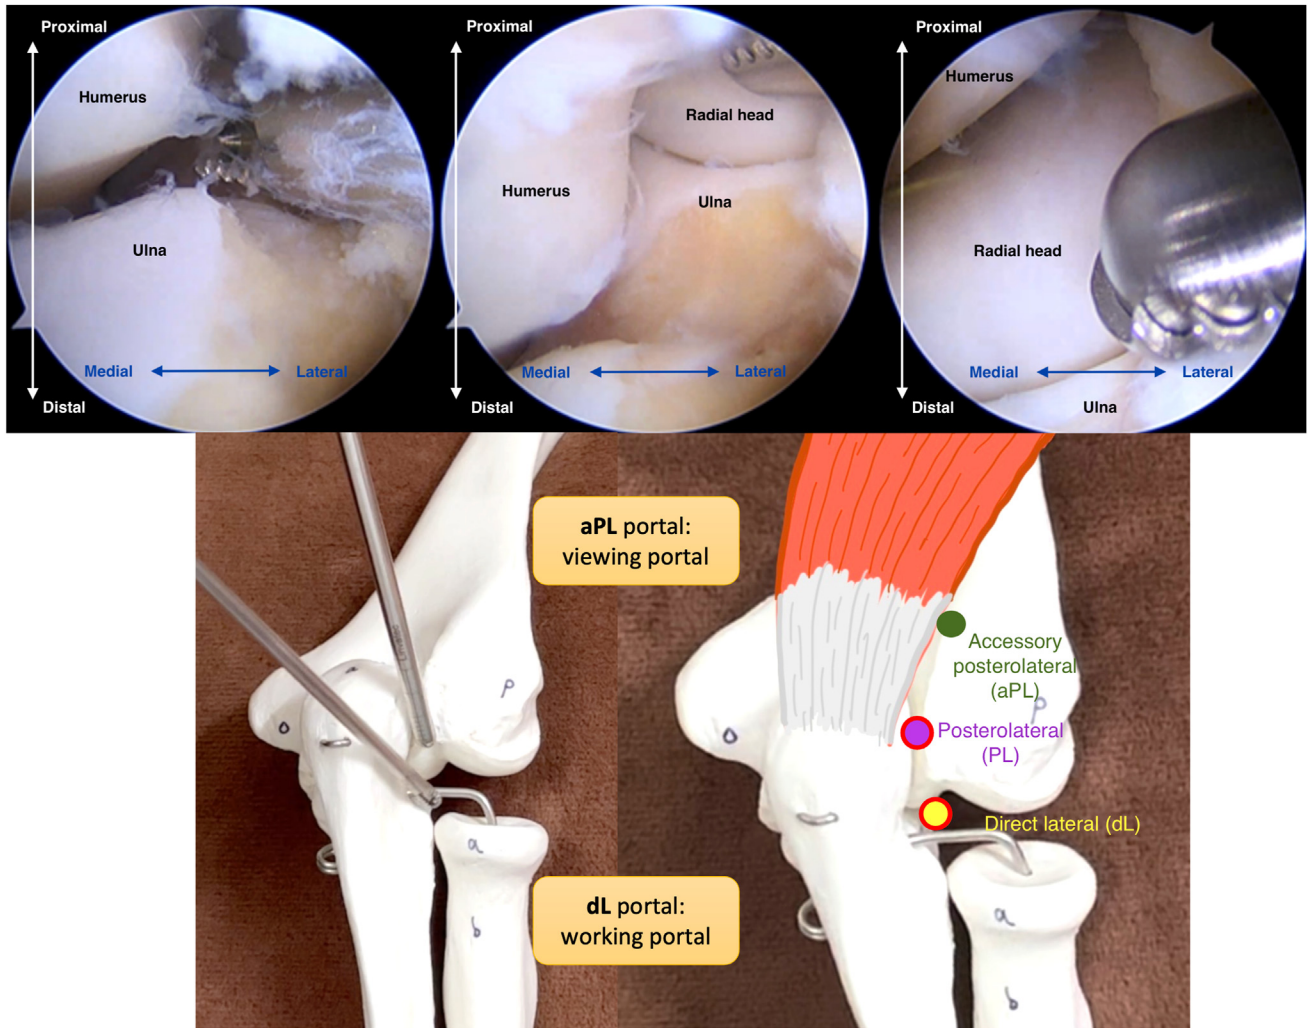 Proximal
Humerus
Ulna
Medial
Lateral
Distal
Proximal
Radial head
Humerus
Ulna
Medial
Lateral
Distal
Proximal
Humerus
Radial head
Medial
Lateral
Distal
Ulna
aPL portal:
viewing portal
P
a
b
dL portal:
working portal
Accessory
posterolateral
(aPL)
P
Posterolateral
(PL)
Direct lateral (dL)
a
b